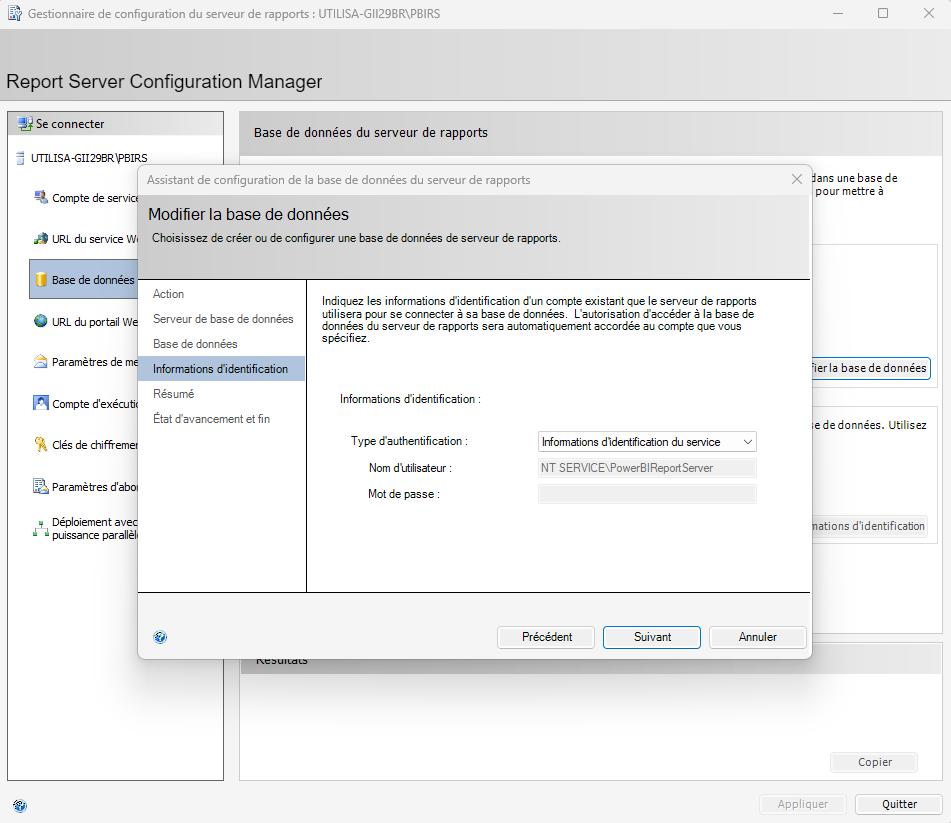 Gestionnaire de configuration du serveur de rapports : UTILISA-GII29BR\PBIRS
Report Server Configuration Manager
Se connecter
UTILISA-GII29BR\PBIRS
Compte de service
URL du service We
Base de données
URL du portail We
Paramètres de me
Compte d'exécutio
Clés de chiffremen
Paramètres d'abon
Déploiement avec
puissance parallèle
Base de données du serveur de rapports
dans une base de
pour mettre à
fier la base de données
se de données. Utilisez
mations d'identification
Assistant de configuration de la base de données du serveur de rapports
Modifier la base de données
Choisissez de créer ou de configurer une base de données de serveur de rapports.
Action
Serveur de base de données
Base de données
Informations d'identification
Résumé
État d'avancement et fin
Indiquez les informations d'identification d'un compte existant que le serveur de rapports
utilisera pour se connecter à sa base de données. L'autorisation d'accéder à la base de
données du serveur de rapports sera automatiquement accordée au compte que vous
spécifiez.
Informations d'identification :
Type d'authentification :
Informations d'identification du service
Nom d'utilisateur :
NT SERVICE\PowerBIReportServer
Mot de passe :
Précédent
Suivant
Annuler
Résultats
Copier
Appliquer
Quitter